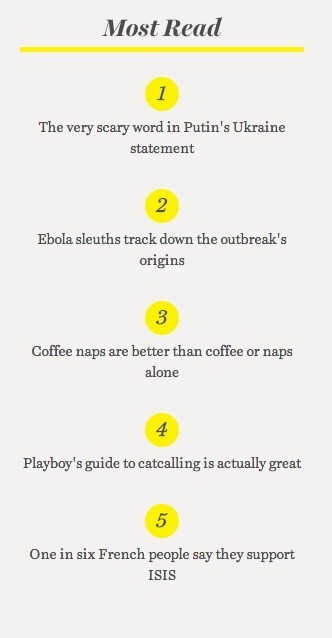 Most Read
1
The very scary word in Putin's Ukraine
statement
2
Ebola sleuths track down the outbreak's
origins
3
Coffee naps are better than coffee or naps
alone
4
Playboy's guide to catcalling is actually great
5
One in six French people say they support
ISIS